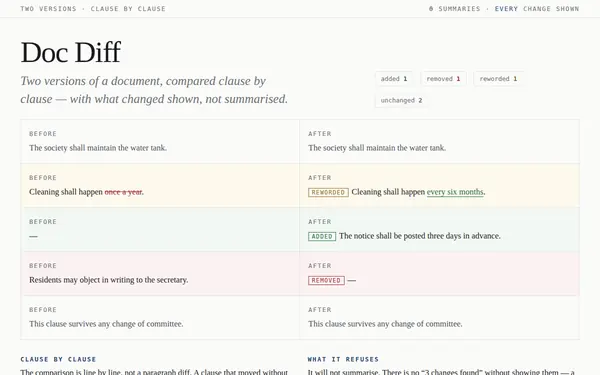 TWO VERSIONS · CLAUSE BY CLAUSE
0 SUMMARIES · EVERY CHANGE SHOWN
Doc Diff
Two versions of a document, compared clause by
clause — with what changed shown, not summarised.
added 1
removed 1
reworded 1
unchanged 2
BEFORE
The society shall maintain the water tank.
AFTER
The society shall maintain the water tank.
BEFORE
Cleaning shall happen once a year.
AFTER
REWORDED Cleaning shall happen every six months.
BEFORE
—
AFTER
ADDED The notice shall be posted three days in advance.
BEFORE
Residents may object in writing to the secretary.
AFTER
REMOVED —
BEFORE
This clause survives any change of committee.
AFTER
This clause survives any change of committee.
CLAUSE BY CLAUSE
The comparison is line by line, not a paragraph diff. A clause that moved without
WHAT IT REFUSES
It will not summarise. There is no “3 changes found” without showing them — a